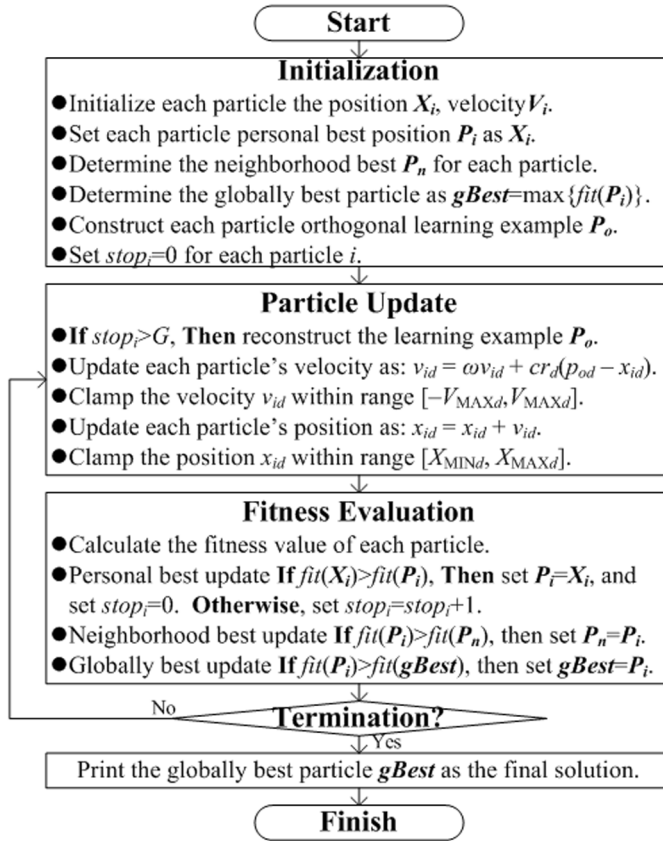 Start
Initialization
●Initialize each particle the position Xi, velocityVi.
●Set each particle personal best position Pi as Xi.
●Determine the neighborhood best Pn for each particle.
●Determine the globally best particle as gBest=max{fit(Pi)}.
●Construct each particle orthogonal learning example Po.
●Set stopi=0 for each particle i.
Particle Update
●If stopi>G, Then reconstruct the learning example Po.
●Update each particle's velocity as: vid = ωvid + crd(pod − xid).
●Clamp the velocity vid within range [−VMAXd,VMAXd].
●Update each particle's position as: xid = xid + vid.
●Clamp the position xid within range [XMINd, XMAXd].
Fitness Evaluation
●Calculate the fitness value of each particle.
●Personal best update If fit(Xi)>fit(Pi), Then set Pi=Xi, and
set stopi=0. Otherwise, set stopi=stopi+1.
●Neighborhood best update If fit(Pi)>fit(Pn), then set Pn=Pi.
●Globally best update If fit(Pi)>fit(gBest), then set gBest=Pi.
No
Termination?
Yes
Print the globally best particle gBest as the final solution.
Finish